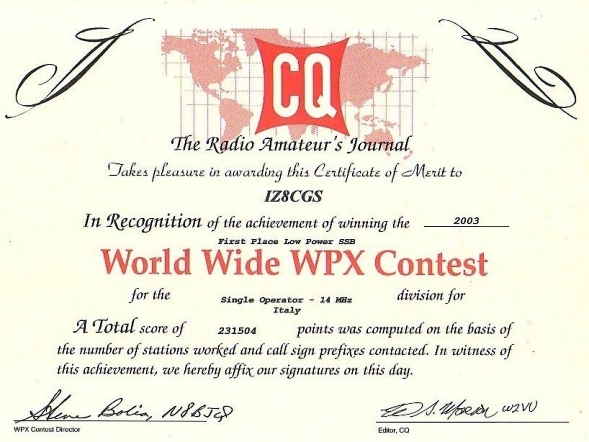 CQ
The Radio Amateur's Journal
Takes pleasure in awarding this Certificate of Merit to
IZ8CGS
In Recognition of the achievement of winning the 2003
First Place Low Power SSB
World Wide WPX Contest
for the Single Operator - 14 MHz division for
Italy
A Total score of 231504 points was computed on the basis of
the number of stations worked and call sign prefixes contacted. In witness of
this achievement, we hereby affix our signatures on this day.
Steve Bolia, N8BJQ
W2VU
WPX Contest Director
Editor, CQ